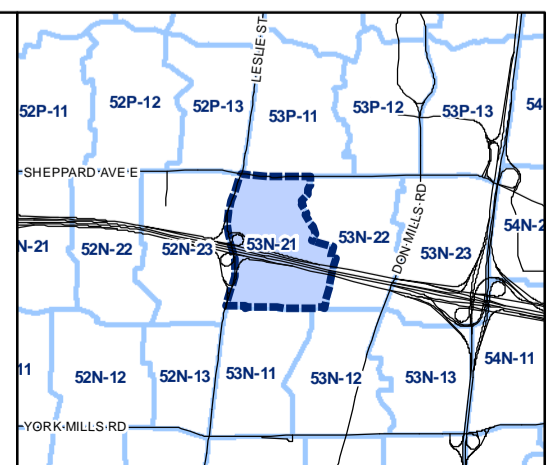 LESLIE ST
52P-11
52P-12
52P-13
53P-11
53P-12
53P-13
54
SHEPPARD AVE E
N-21
52N-22
52N-23
53N-21
53N-22
DON MILLS RD
53N-23
54N-2
11
52N-12
52N-13
53N-11
53N-12
53N-13
54N-11
YORK MILLS RD